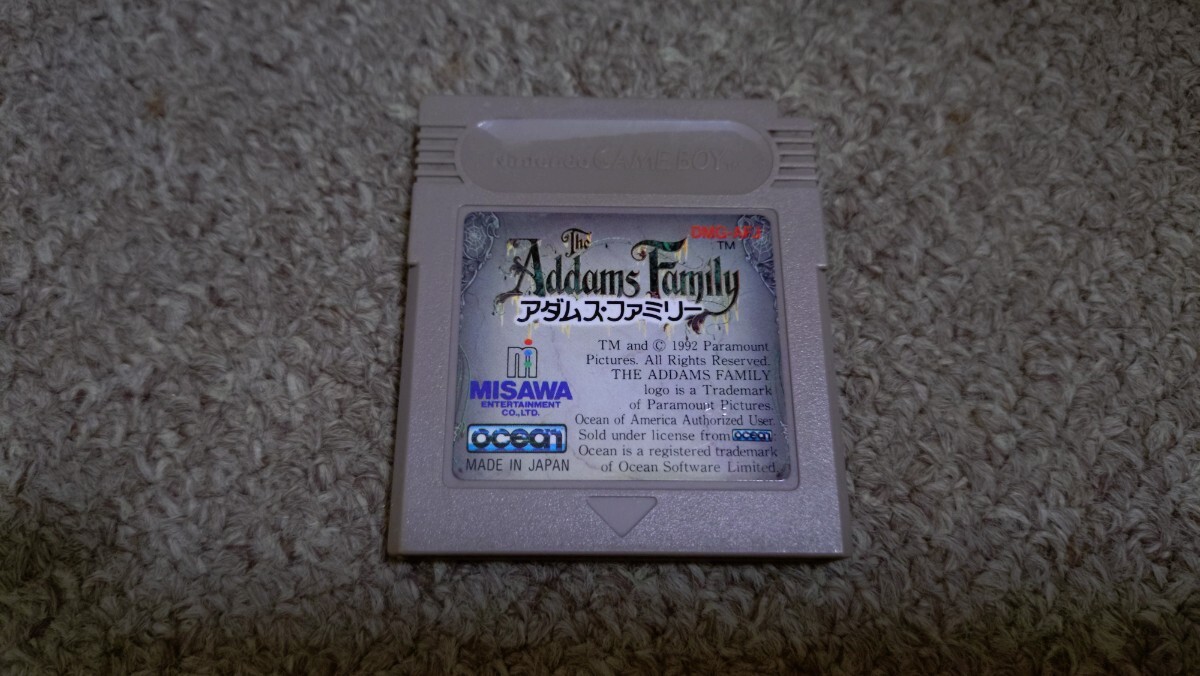 Nintendo GAME BOY™
TM
The
Addams Family
アダムス・ファミリー
TM and © 1992 Paramount
Pictures. All Rights Reserved.
THE ADDAMS FAMILY
logo is a Trademark
of Paramount Pictures.
Ocean of America Authorized User.
Sold under license from ocean
Ocean is a registered trademark
of Ocean Software Limited.
m
MISAWA
ENTERTAINMENT
CO., LTD.
ocean
MADE IN JAPAN